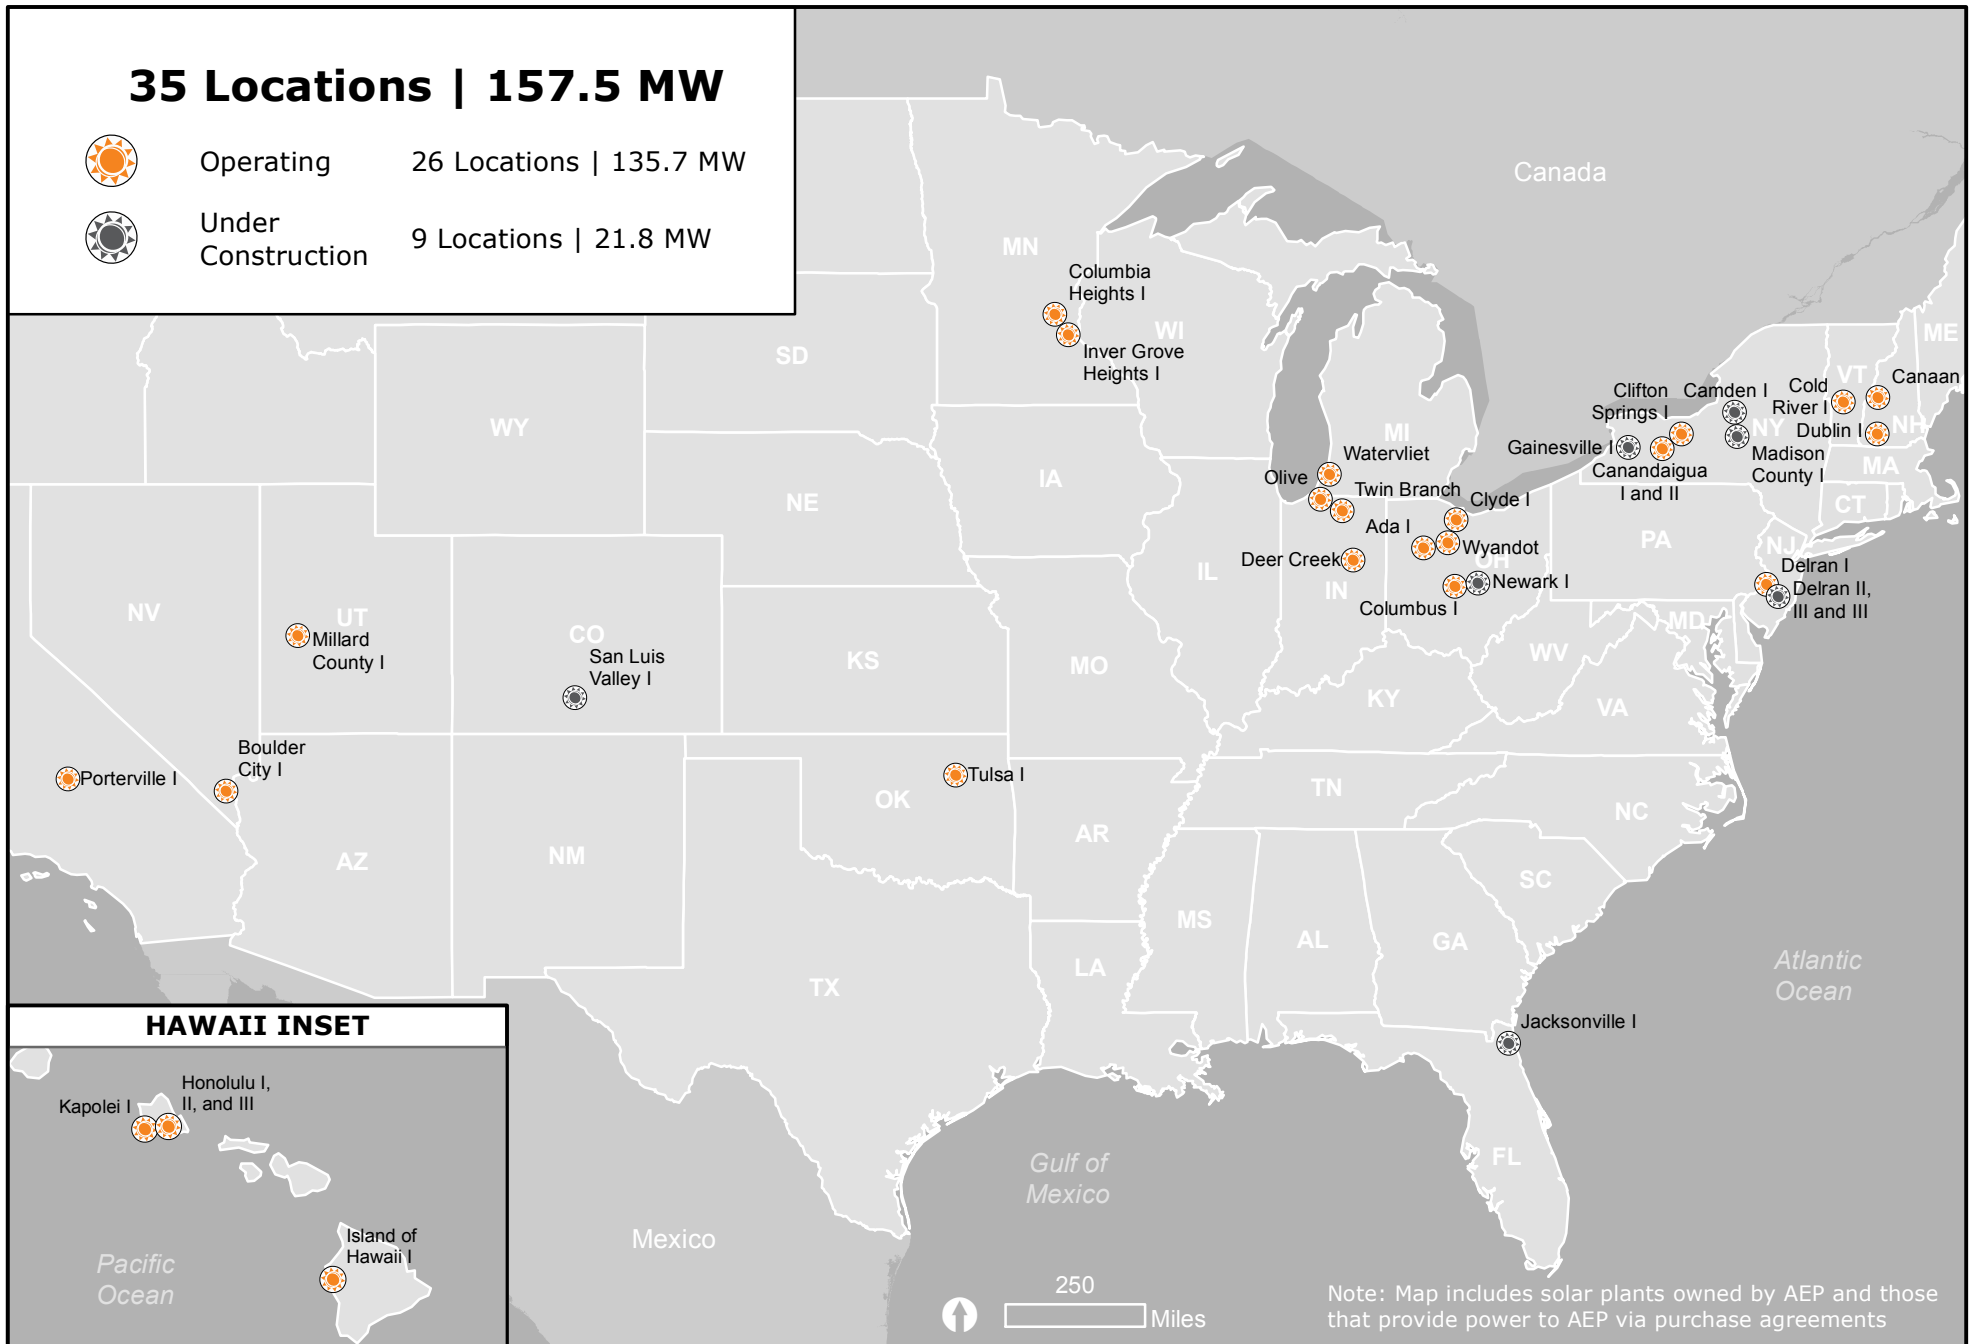 35 Locations | 157.5 MW
Operating 26 Locations | 135.7 MW
Under
Construction
9 Locations | 21.8 MW
Canada
MN
Columbia
Heights I
WI
Inver Grove
Heights I
SD
WY
ME
VT
Canaan
Clifton
Springs I
Camden I
Cold
River I
NY
NH
Dublin I
Gainesville I
Canandaigua
I and II
Madison
County I
MA
CT
MI
Watervliet
Olive
Twin Branch
Clyde I
Ada I
Wyandot
OH
Deer Creek
IN
Newark I
Columbus I
IA
NE
IL
PA
NJ
Delran I
Delran II,
III and III
MD
NV
UT
Millard
County I
CO
San Luis
Valley I
KS
MO
WV
KY
VA
Porterville I
Boulder
City I
Tulsa I
OK
TN
NC
AR
AZ
NM
SC
MS
AL
GA
LA
TX
Atlantic
Ocean
Jacksonville I
FL
Gulf of
Mexico
Mexico
HAWAII INSET
Kapolei I
Honolulu I,
II, and III
Island of
Hawaii I
Pacific
Ocean
250
Miles
Note: Map includes solar plants owned by AEP and those
that provide power to AEP via purchase agreements